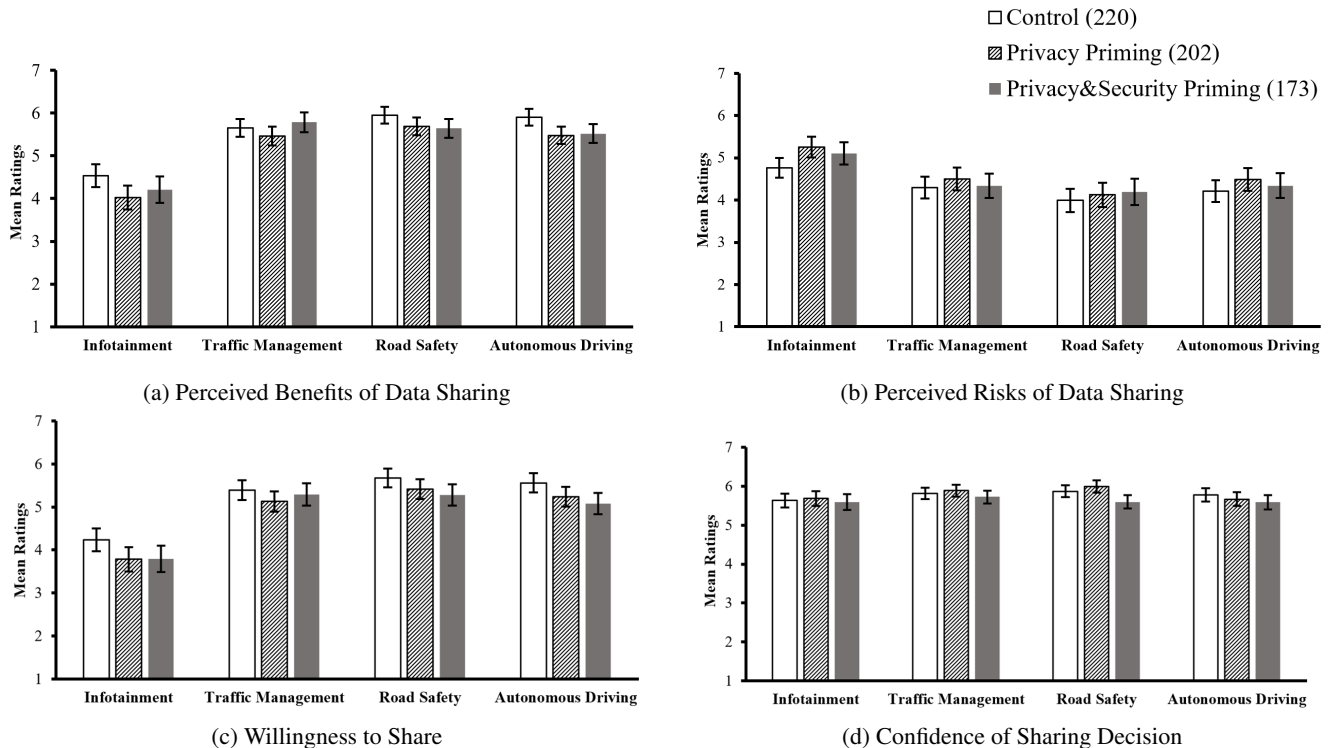 Control (220)
Privacy Priming (202)
Privacy&Security Priming (173)
7
6
5
4
3
2
1
Mean Ratings
Infotainment Traffic Management Road Safety Autonomous Driving
(a) Perceived Benefits of Data Sharing
7
6
5
4
3
2
1
Mean Ratings
Infotainment Traffic Management Road Safety Autonomous Driving
(b) Perceived Risks of Data Sharing
7
6
5
4
3
2
1
Mean Ratings
Infotainment Traffic Management Road Safety Autonomous Driving
(c) Willingness to Share
7
6
5
4
3
2
1
Mean Ratings
Infotainment Traffic Management Road Safety Autonomous Driving
(d) Confidence of Sharing Decision